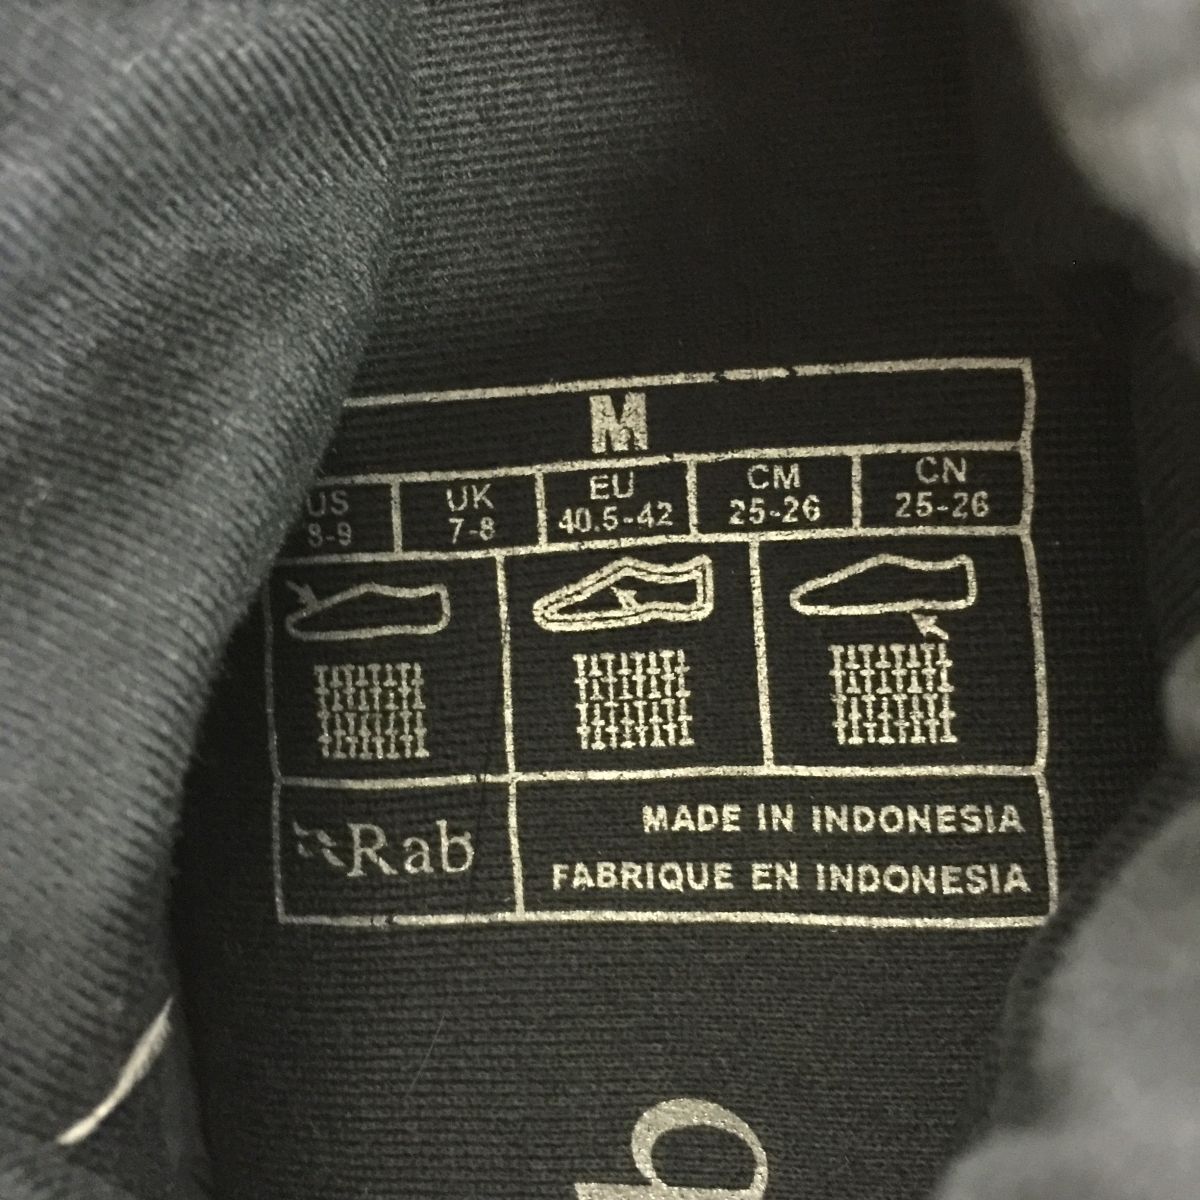 M
US UK EU CM CN
8-9 7-8 40.5-42 25-26 25-26
Rab
MADE IN INDONESIA
FABRIQUE EN INDONESIA
b